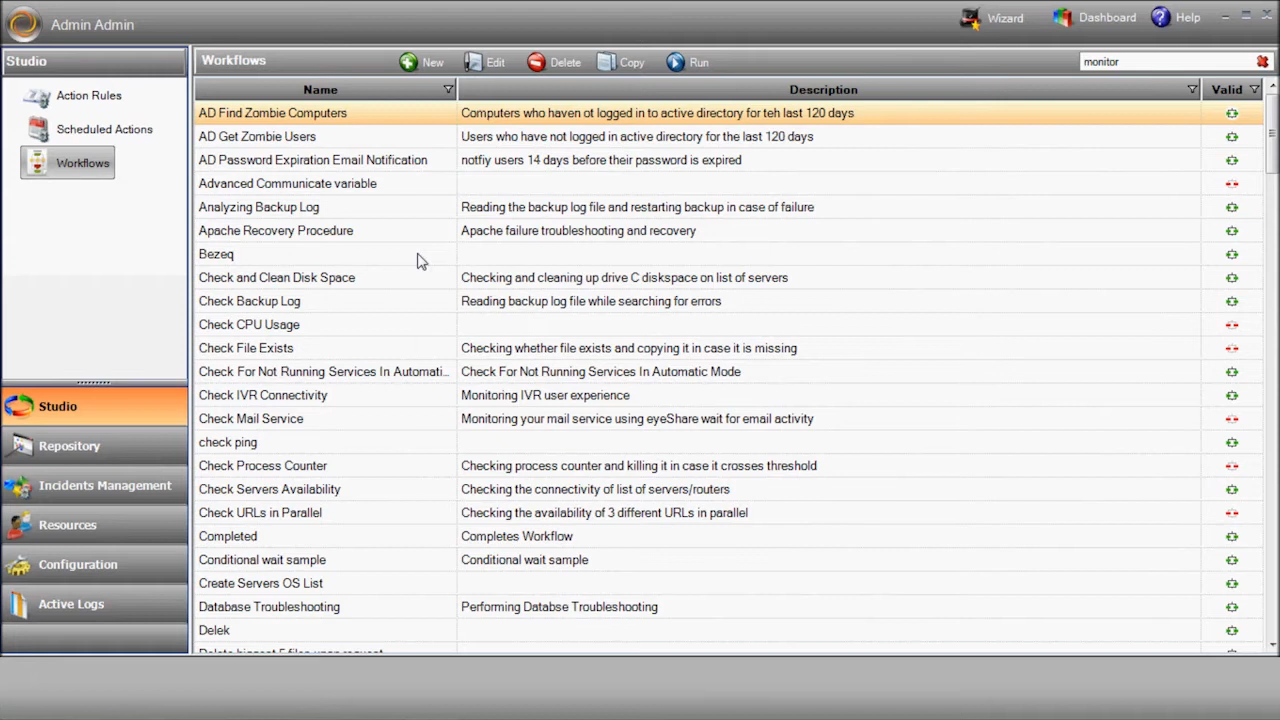 Admin Admin
Wizard
Dashboard
Help
Studio
Action Rules
Scheduled Actions
Workflows
Studio
Repository
Incidents Management
Resources
Configuration
Active Logs
Workflows
New
Edit
Delete
Copy
Run
monitor
Name Description Valid
AD Find Zombie Computers Computers who haven ot logged in to active directory for teh last 120 days
AD Get Zombie Users Users who have not logged in active directory for the last 120 days
AD Password Expiration Email Notification notfiy users 14 days before their password is expired
Advanced Communicate variable
Analyzing Backup Log Reading the backup log file and restarting backup in case of failure
Apache Recovery Procedure Apache failure troubleshooting and recovery
Bezeq
Check and Clean Disk Space Checking and cleaning up drive C diskspace on list of servers
Check Backup Log Reading backup log file while searching for errors
Check CPU Usage
Check File Exists Checking whether file exists and copying it in case it is missing
Check For Not Running Services In Automati... Check For Not Running Services In Automatic Mode
Check IVR Connectivity Monitoring IVR user experience
Check Mail Service Monitoring your mail service using eyeShare wait for email activity
check ping
Check Process Counter Checking process counter and killing it in case it crosses threshold
Check Servers Availability Checking the connectivity of list of servers/routers
Check URLs in Parallel Checking the availability of 3 different URLs in parallel
Completed Completes Workflow
Conditional wait sample Conditional wait sample
Create Servers OS List
Database Troubleshooting Performing Databse Troubleshooting
Delek
Delete biggest 5 files upon request